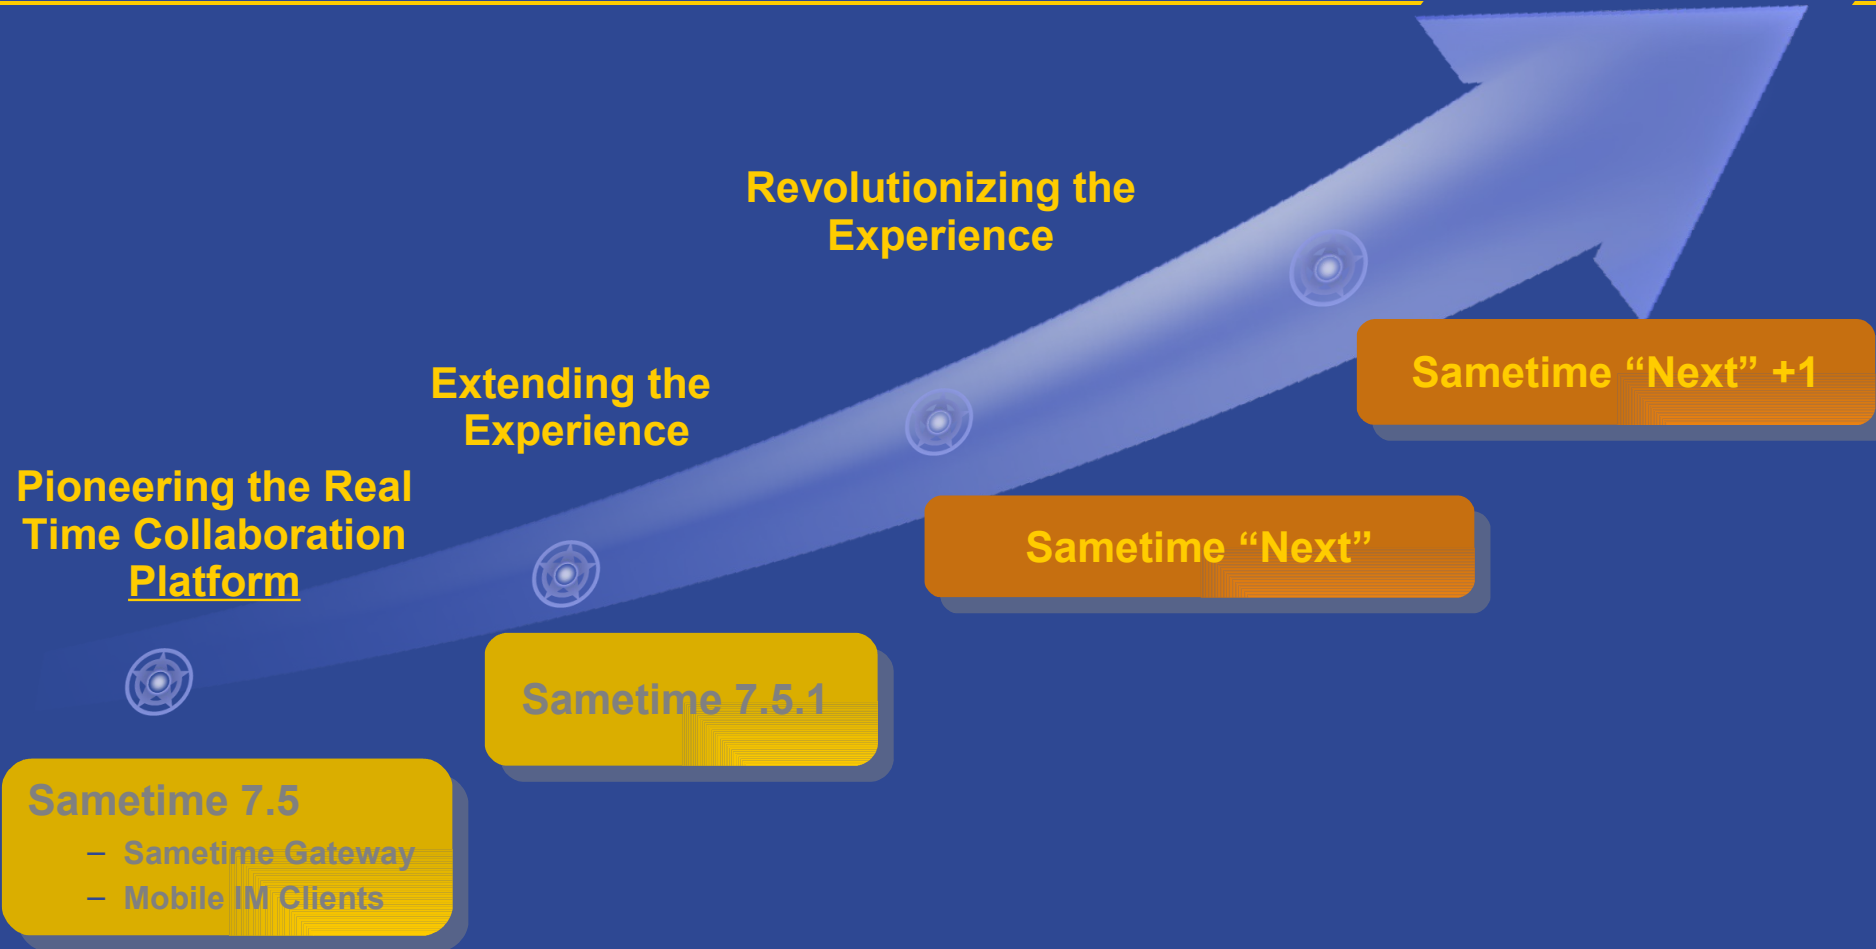 Revolutionizing the
Experience
Extending the
Experience
Sametime “Next” +1
Pioneering the Real
Time Collaboration
Platform
Sametime “Next”
Sametime 7.5.1
Sametime 7.5
– Sametime Gateway
– Mobile IM Clients